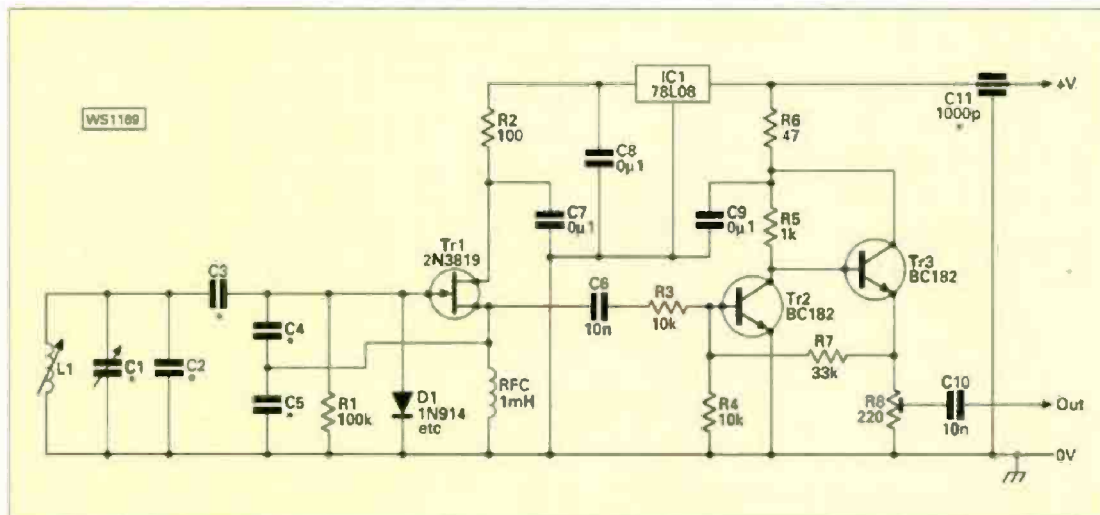 WS1169
IC1
78L08
+V
C11
1000p
*
R2
100
C8
0µ1
R6
47
C7
0µ1
C9
0µ1
R5
1k
Tr1
2N3819
Tr3
BC182
C3
*
C6
10n
R3
10k
Tr2
BC182
C4
*
R7
33k
L1
C1
*
C2
*
C5
*
R1
100k
D1
1N914
etc
RFC
1mH
R4
10k
R8
220
C10
10n
Out
0V